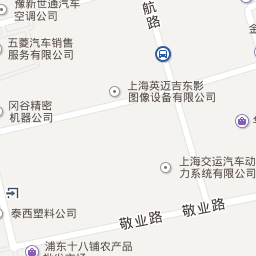 豫新世通汽车
空调公司
航路
五菱汽车销售
服务有限公司
上海英迈吉东影
图像设备有限公司
冈谷精密
机器公司
上海交运汽车动
力系统有限公司
泰西塑料公司
敬业路
敬业路
浦东十八铺农产品